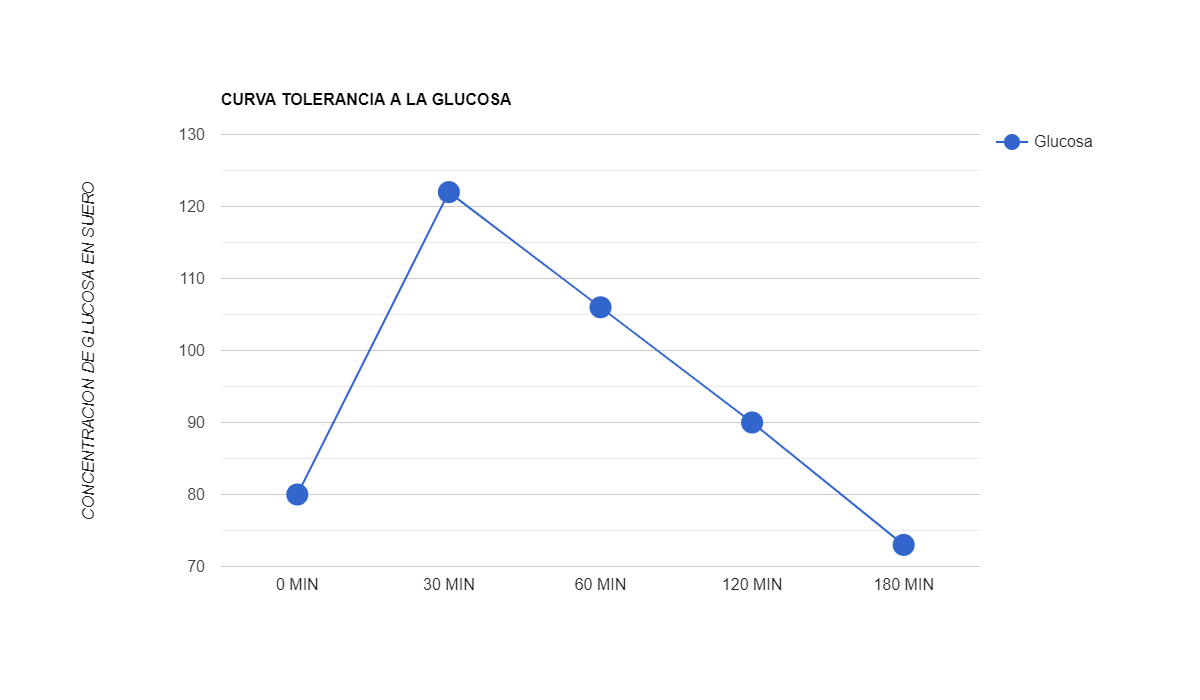 CURVA TOLERANCIA A LA GLUCOSA
Glucosa
CONCENTRACION DE GLUCOSA EN SUERO
130
120
110
100
90
80
70
0 MIN
30 MIN
60 MIN
120 MIN
180 MIN